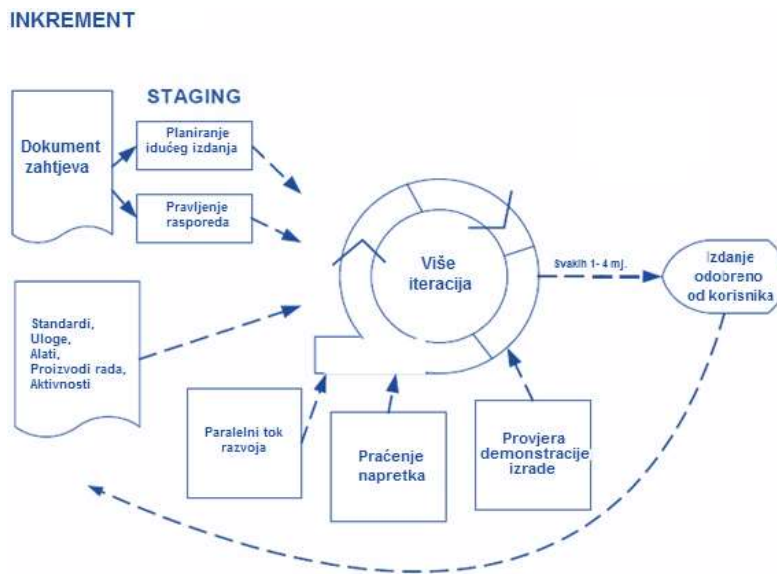 INKREMENT
STAGING
Dokument
zahtjeva
Planiranje
idućeg izdanja
Pravljenje
rasporeda
Više
iteracija
Svakih 1- 4 mj.
Izdanje
odobreno
od korisnika
Standardi,
Uloge,
Alati,
Proizvodi rada,
Aktivnosti
Paralelni tok
razvoja
Praćenje
napretka
Provjera
demonstracije
izrade